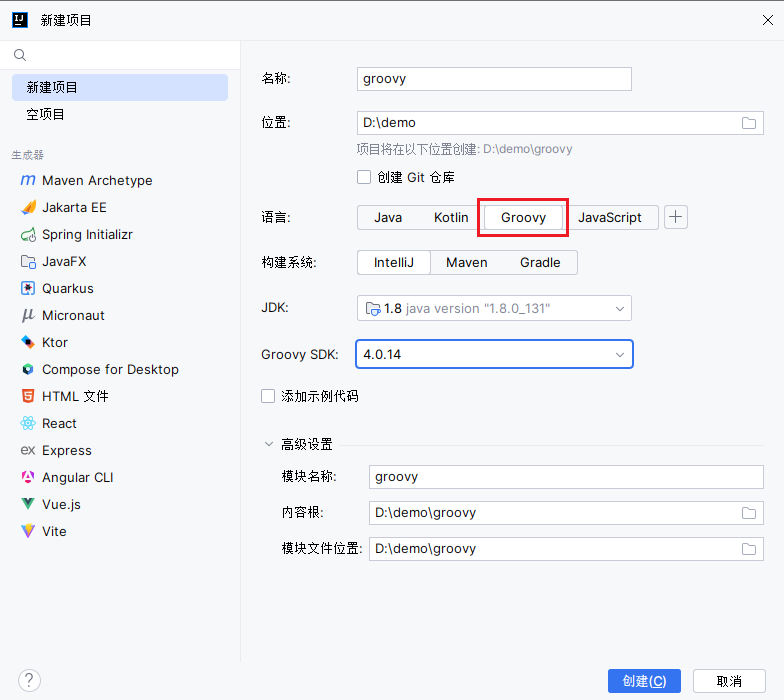 新建项目
新建项目
空项目
生成器
Maven Archetype
Jakarta EE
Spring Initializr
JavaFX
Quarkus
Micronaut
Ktor
Compose for Desktop
HTML 文件
React
ex Express
Angular CLI
Vue.js
Vite
名称: groovy
位置: D:\demo
项目将在以下位置创建: D:\demo\groovy
创建 Git 仓库
语言: Java Kotlin Groovy JavaScript
构建系统: IntelliJ Maven Gradle
JDK: 1.8 java version "1.8.0_131"
Groovy SDK: 4.0.14
添加示例代码
高级设置
模块名称: groovy
内容根: D:\demo\groovy
模块文件位置: D:\demo\groovy
? 创建(C) 取消